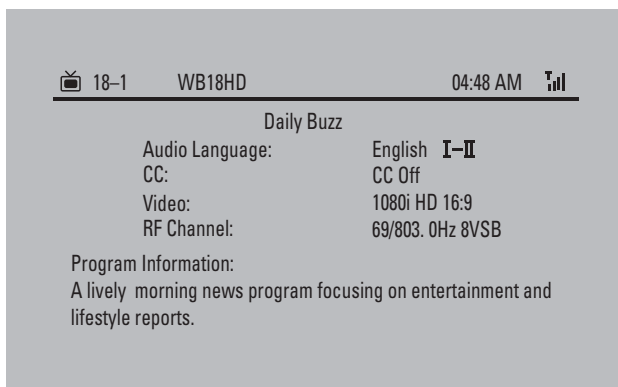 18–1 WB18HD 04:48 AM
Daily Buzz
Audio Language: English I–II
CC: CC Off
Video: 1080i HD 16:9
RF Channel: 69/803. 0Hz 8VSB
Program Information:
A lively morning news program focusing on entertainment and
lifestyle reports.